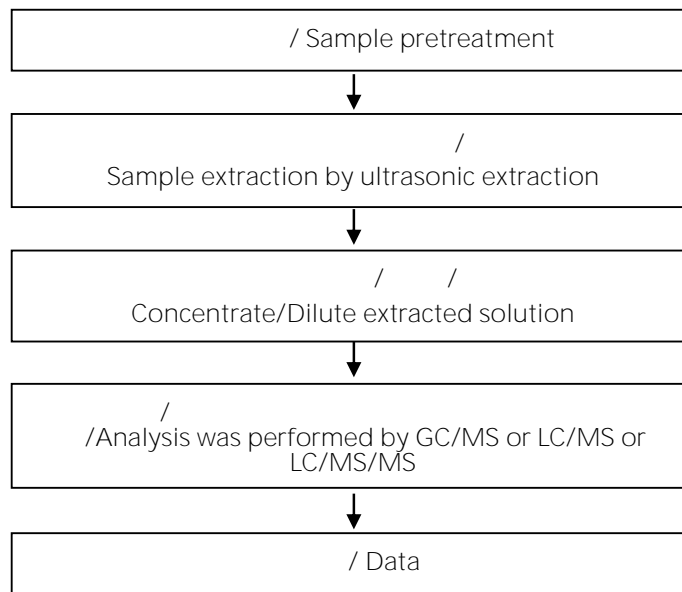 / Sample pretreatment
/
Sample extraction by ultrasonic extraction
/ /
Concentrate/Dilute extracted solution
/
/Analysis was performed by GC/MS or LC/MS or
LC/MS/MS
/ Data